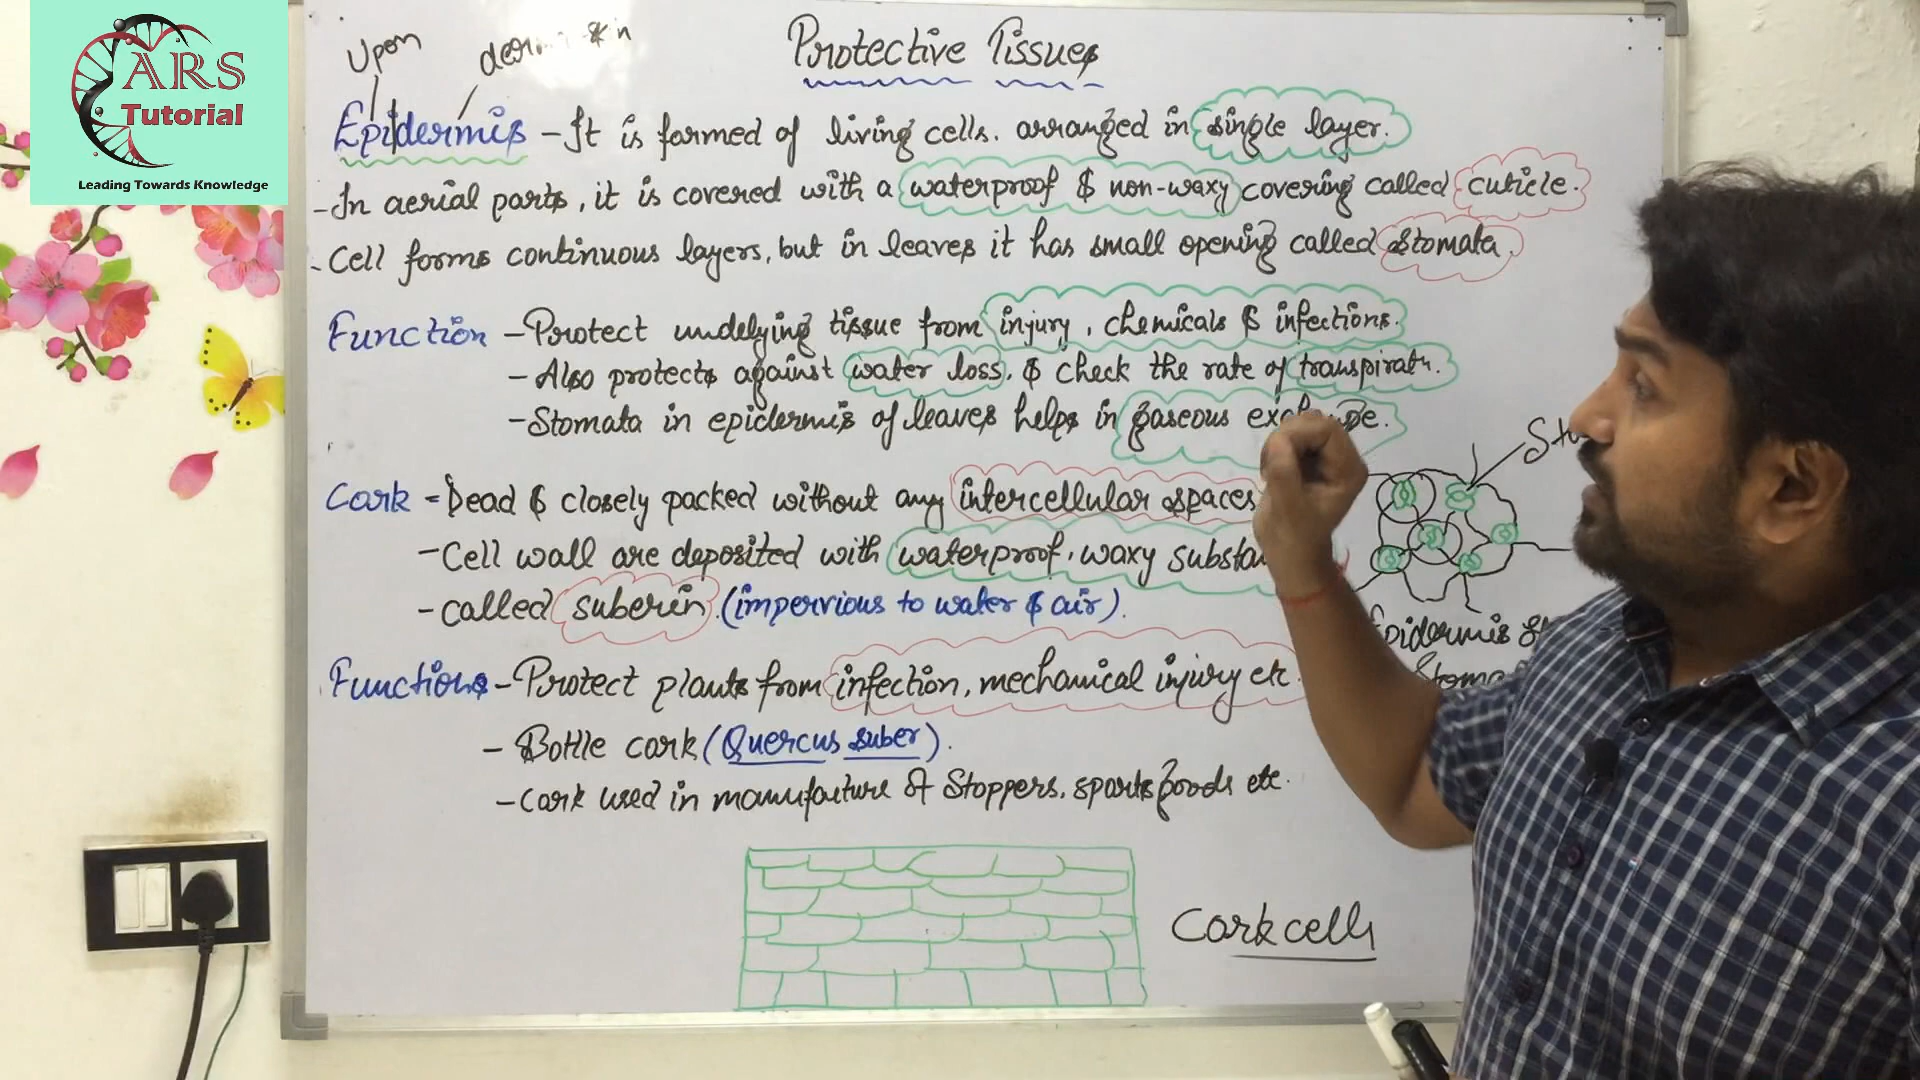 ARS
Tutorial
Leading Towards Knowledge
Upon
skin
Protective Tissues
Epidermis - It is formed of living cells. arranged in single layer.
- In aerial parts, it is covered with a waterproof & non-waxy covering called cuticle.
- Cell forms continuous layers, but in leaves it has small opening called stomata.
Function - Protect undelying tissue from injury, chemicals & infections.
- Also protects against water loss. & check the rate of transpiratn.
- Stomata in epidermis of leaves helps in gaseous
Cork - Dead & closely packed without any intercellular spaces
- Cell wall are deposited with waterproof, waxy
- called suberin. (impervious to water & air).
Functions - Protect plants from infection, mechanical injury etc
- Bottle cork (Quercus suber).
- Cork used in manufacture of stoppers, sports goods etc.
Epidermis
Cork cells